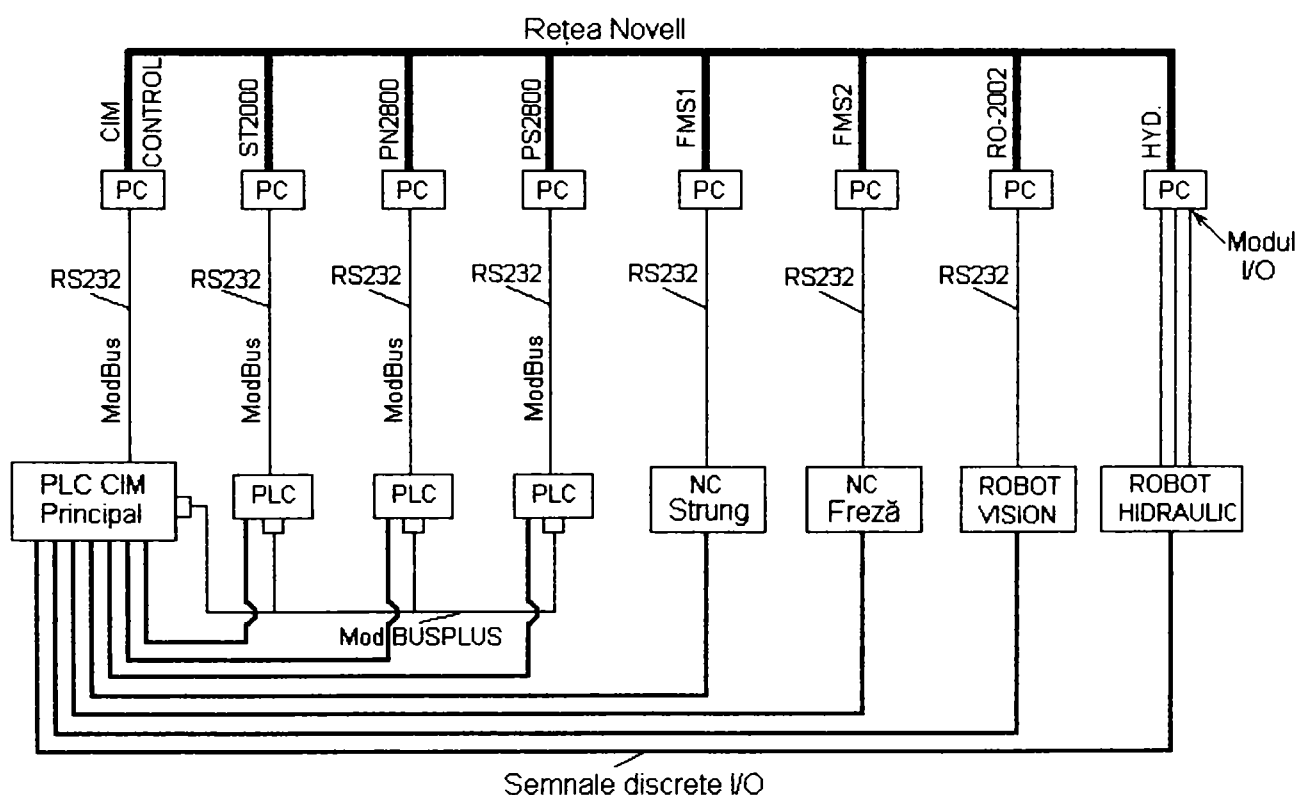 Rețea Novell
CIM
CONTROL
ST2000
PN2800
PS2800
FMS1
FMS2
RO-2002
HYD.
PC
PC
PC
PC
PC
PC
PC
PC
Modul
I/O
RS232
RS232
RS232
RS232
RS232
RS232
RS232
ModBus
ModBus
ModBus
ModBus
PLC CIM
Principal
PLC
PLC
PLC
NC
Strung
NC
Freză
ROBOT
VISION
ROBOT
HIDRAULIC
Mod BUSPLUS
Semnale discrete I/O